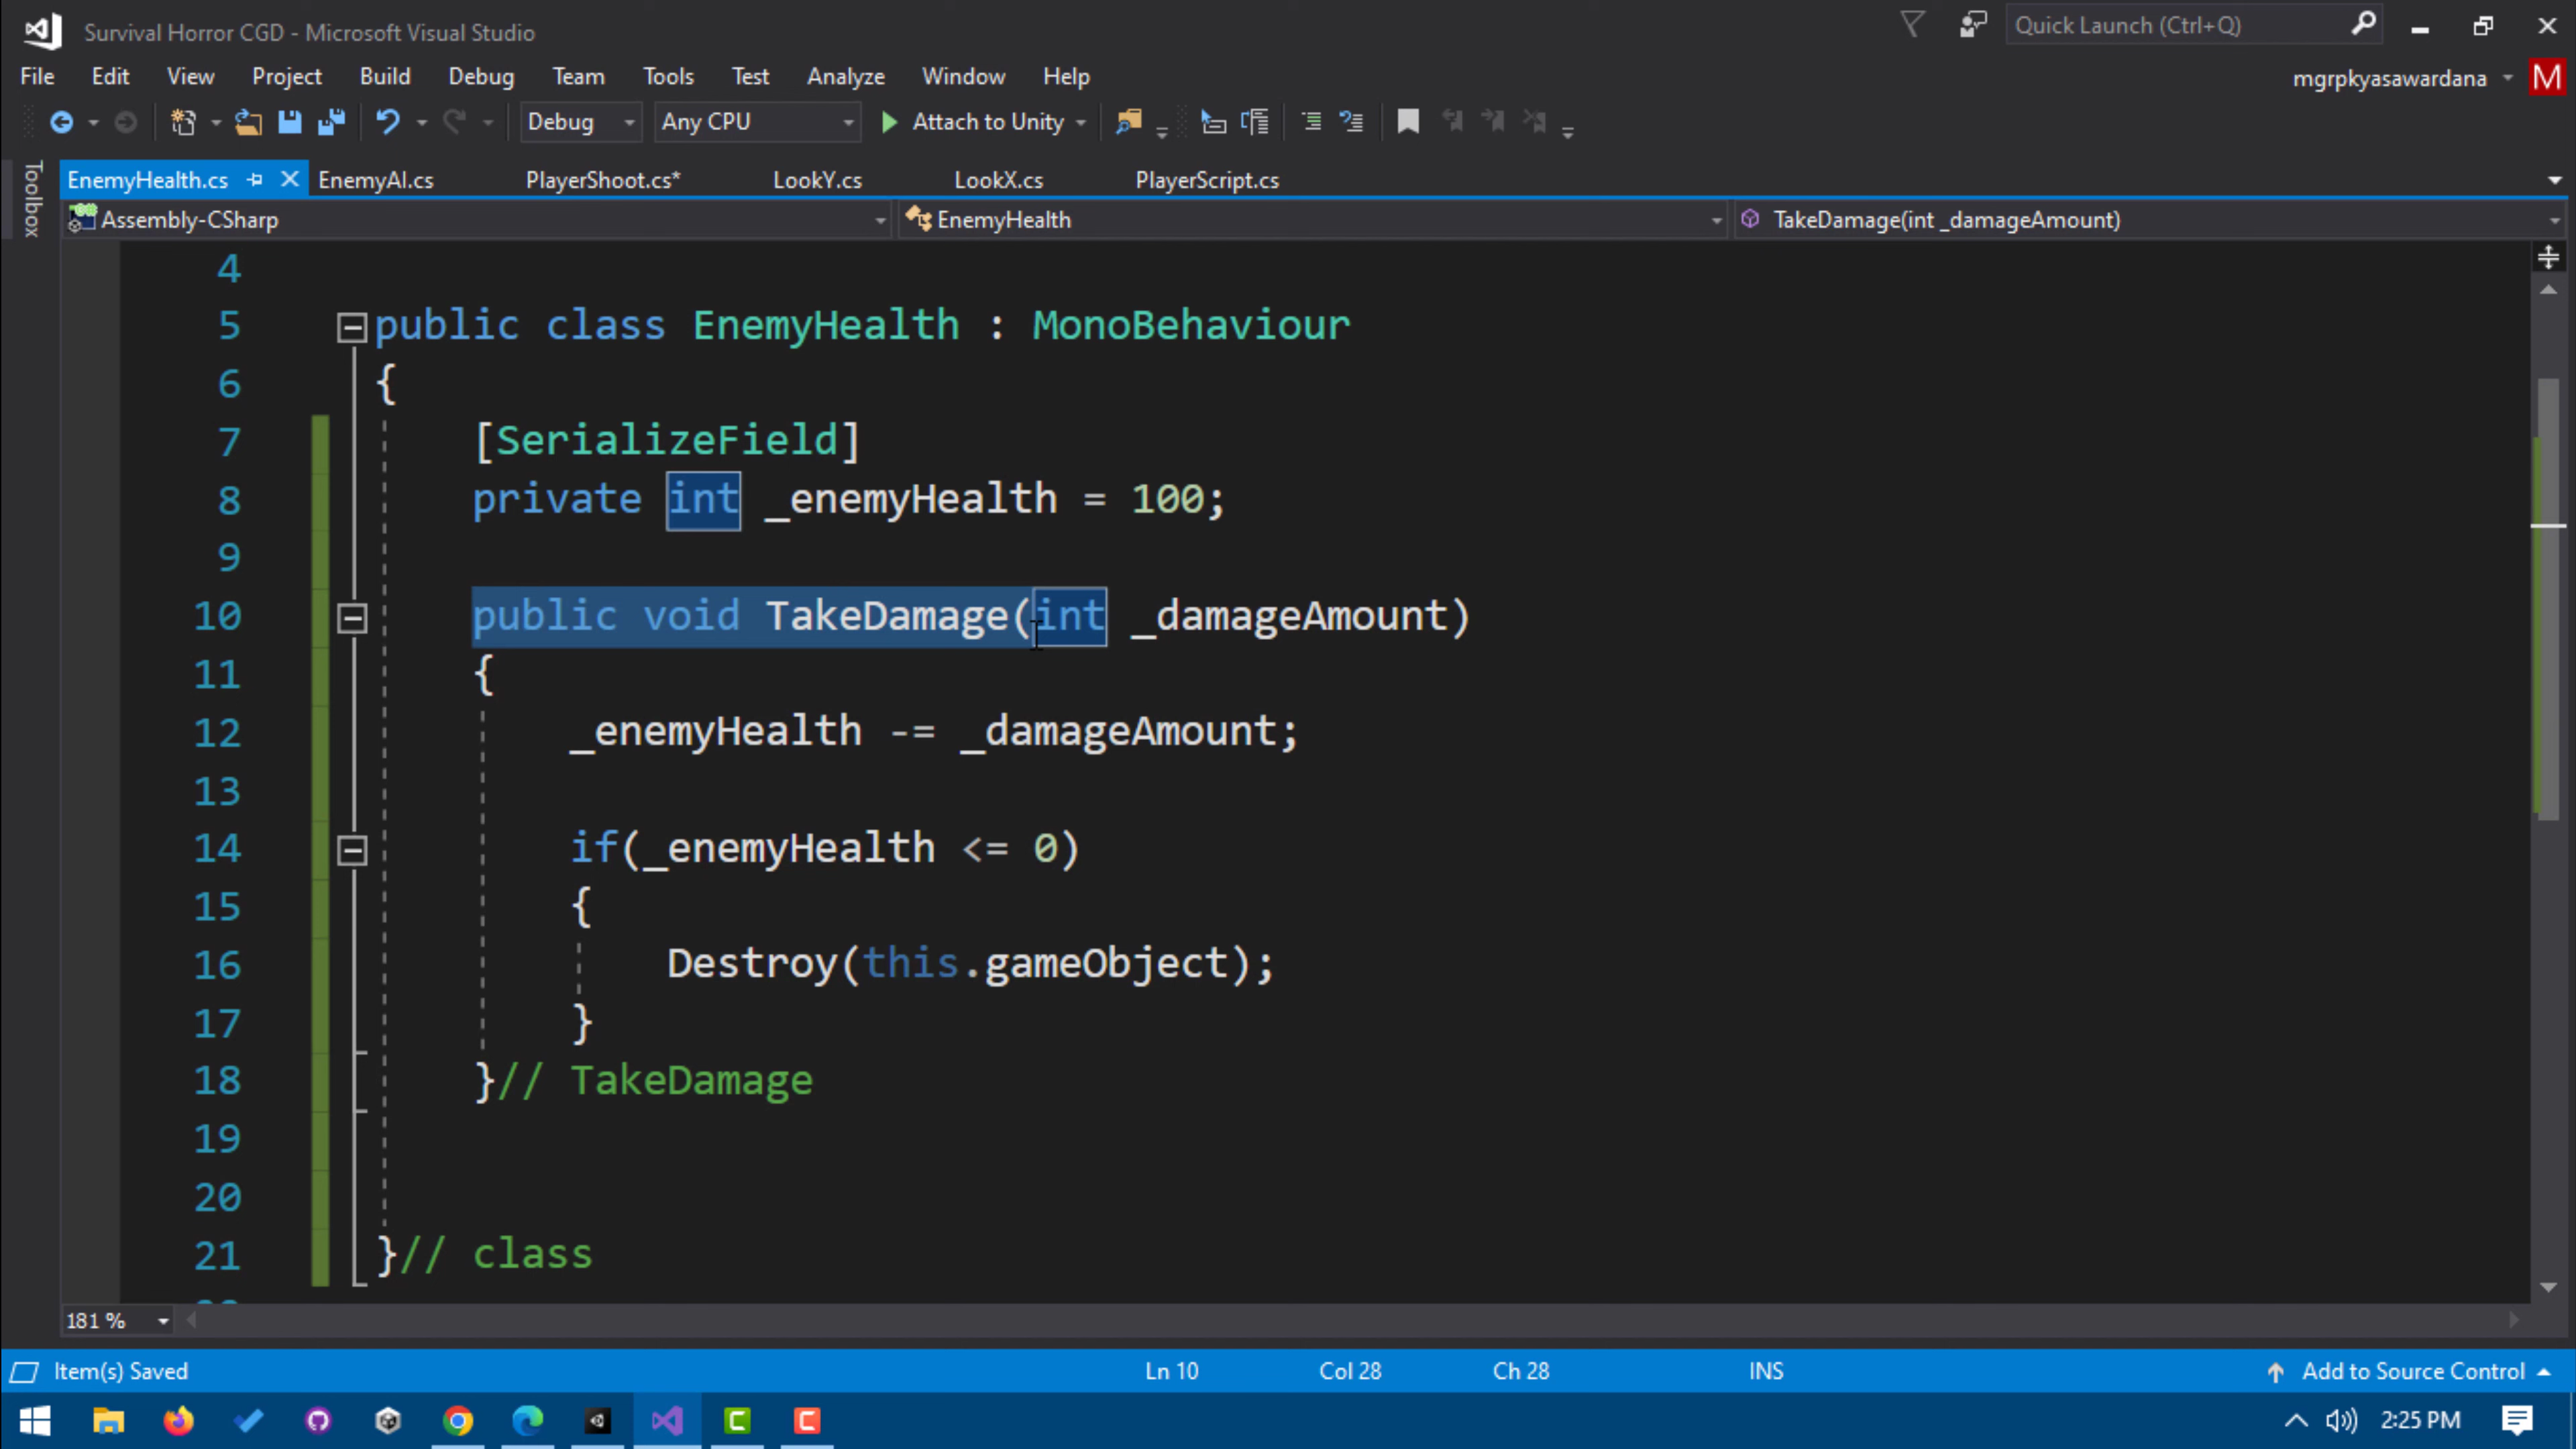 Survival Horror CGD - Microsoft Visual Studio
Quick Launch (Ctrl+Q)
File Edit View Project Build Debug Team Tools Test Analyze Window Help
mgrpkyasawardana M
Debug Any CPU Attach to Unity
Toolbox
EnemyHealth.cs EnemyAI.cs PlayerShoot.cs* LookY.cs LookX.cs PlayerScript.cs
Assembly-CSharp EnemyHealth TakeDamage(int _damageAmount)
4
5 public class EnemyHealth : MonoBehaviour
6 {
7 [SerializeField]
8 private int _enemyHealth = 100;
9
10 public void TakeDamage(int _damageAmount)
11 {
12 _enemyHealth -= _damageAmount;
13
14 if(_enemyHealth <= 0)
15 {
16 Destroy(this.gameObject);
17 }
18 }// TakeDamage
19
20
21 }// class
181 %
Item(s) Saved Ln 10 Col 28 Ch 28 INS Add to Source Control
2:25 PM